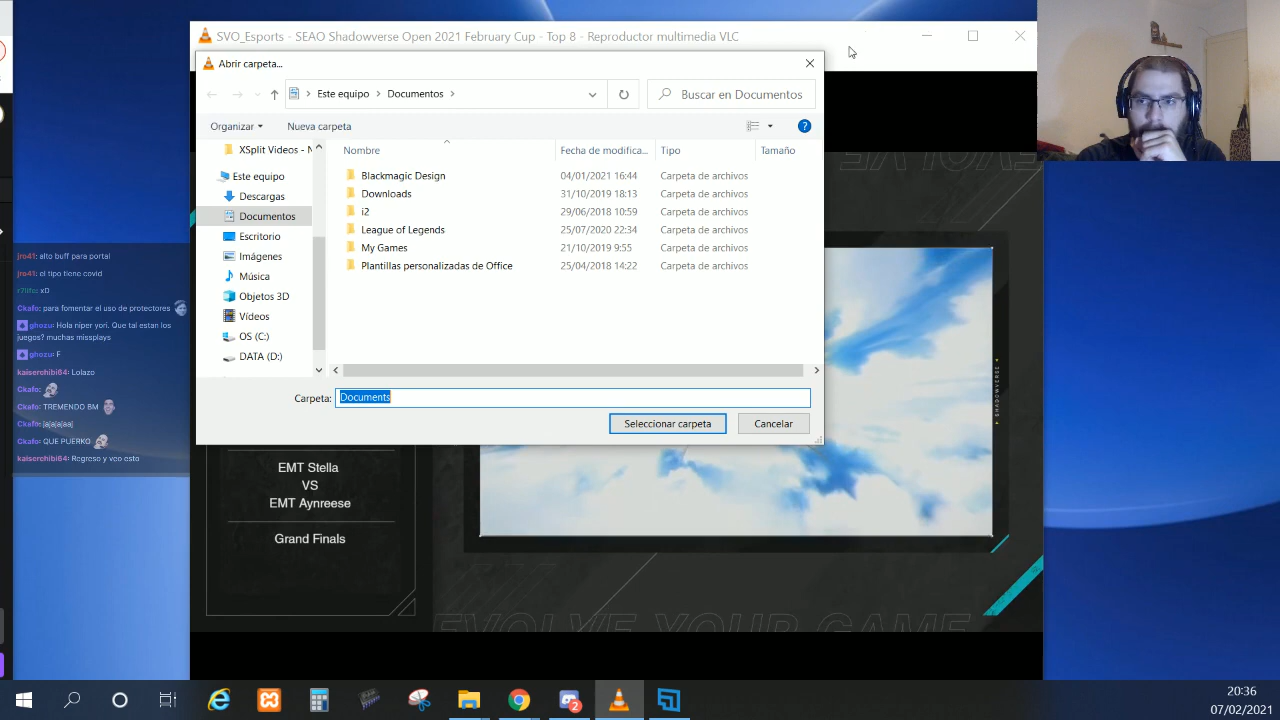 SVO_Esports - SEAO Shadowverse Open 2021 February Cup - Top 8 - Reproductor multimedia VLC
Abrir carpeta...
Este equipo > Documentos >
Buscar en Documentos
Organizar
Nueva carpeta
XSplit Videos -
Este equipo
Descargas
Documentos
Escritorio
Imágenes
Música
Objetos 3D
Vídeos
OS (C:)
DATA (D:)
Nombre Fecha de modifica... Tipo Tamaño
Blackmagic Design 04/01/2021 16:44 Carpeta de archivos
Downloads 31/10/2019 18:13 Carpeta de archivos
i2 29/06/2018 10:59 Carpeta de archivos
League of Legends 25/07/2020 22:34 Carpeta de archivos
My Games 21/10/2019 9:55 Carpeta de archivos
Plantillas personalizadas de Office 25/04/2018 14:22 Carpeta de archivos
Carpeta: Documents
Seleccionar carpeta
Cancelar
jro41: alto buff para portal
jro41: el tipo tiene covid
xD
Ckafo: para fomentar el uso de protectores
ghozu: Hola niper yori. Que tal estan los
juegos? muchas missplays
ghozu: F
kaiserchibi64: Lolazo
Ckafo:
Ckafo: TREMENDO BM
Ckafo: jajajajaaj
Ckafo: QUE PUERKO
kaiserchibi64: Regreso y veo esto
EMT Stella
VS
EMT Aynreese
Grand Finals
SHADOWVERSE
EVOLVE YOUR GAME
2
20:36
07/02/2021